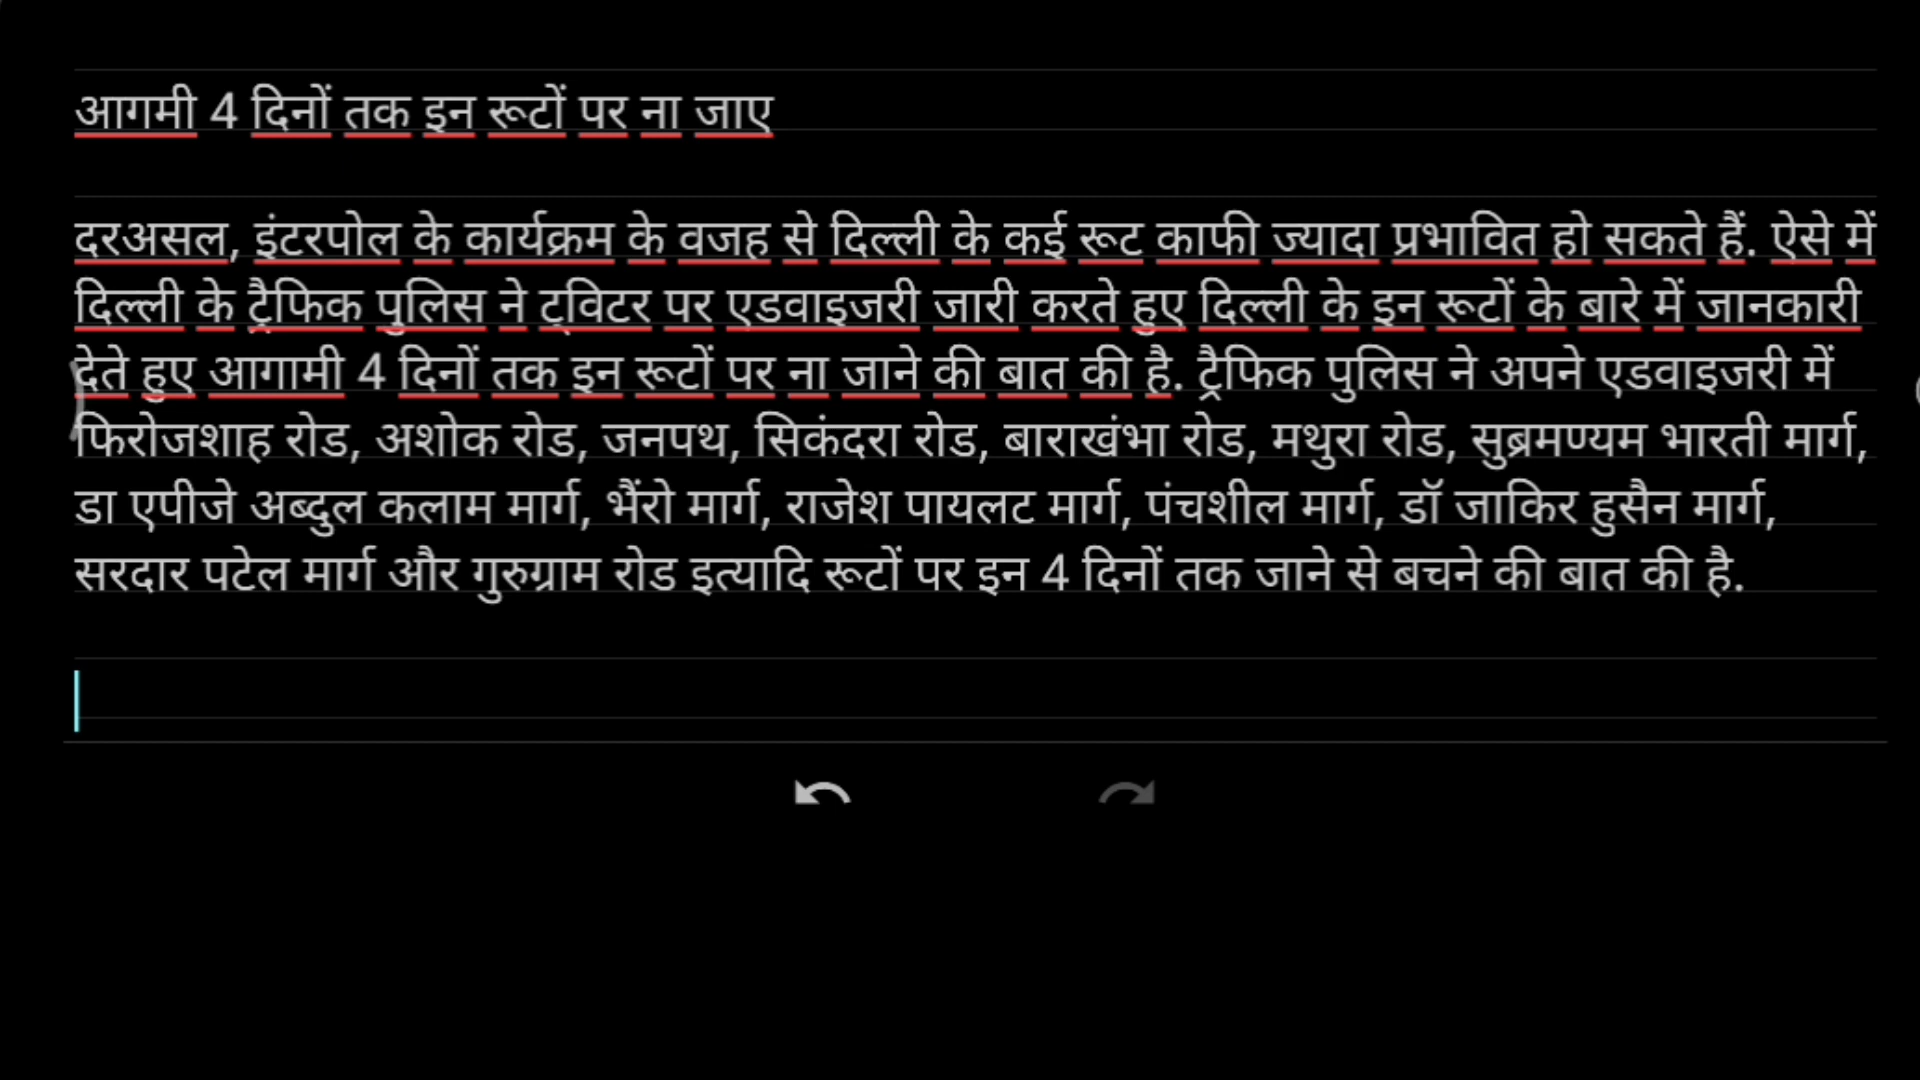 आगमी 4 दिनों तक इन रूटों पर ना जाए
दरअसल, इंटरपोल के कार्यक्रम के वजह से दिल्ली के कई रूट काफी ज्यादा प्रभावित हो सकते हैं. ऐसे में
दिल्ली के ट्रैफिक पुलिस ने ट्विटर पर एडवाइजरी जारी करते हुए दिल्ली के इन रूटों के बारे में जानकारी
देते हुए आगामी 4 दिनों तक इन रूटों पर ना जाने की बात की है. ट्रैफिक पुलिस ने अपने एडवाइजरी में
फिरोजशाह रोड, अशोक रोड, जनपथ, सिकंदरा रोड, बाराखंभा रोड, मथुरा रोड, सुब्रमण्यम भारती मार्ग,
डा एपीजे अब्दुल कलाम मार्ग, भैंरो मार्ग, राजेश पायलट मार्ग, पंचशील मार्ग, डॉ जाकिर हुसैन मार्ग,
सरदार पटेल मार्ग और गुरुग्राम रोड इत्यादि रूटों पर इन 4 दिनों तक जाने से बचने की बात की है.